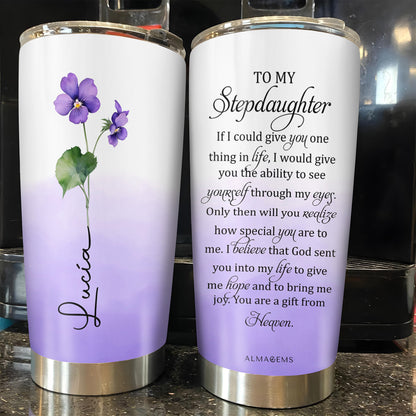 Lucía
TO MY
Stepdaughter
If I could give you one
thing in life, I would give
you the ability to see
yourself through my eyes.
Only then will you realize
how special you are to
me. I believe that God sent
you into my life to give
me hope and to bring me
joy. You are a gift from
Heaven.
ALMAGEMS